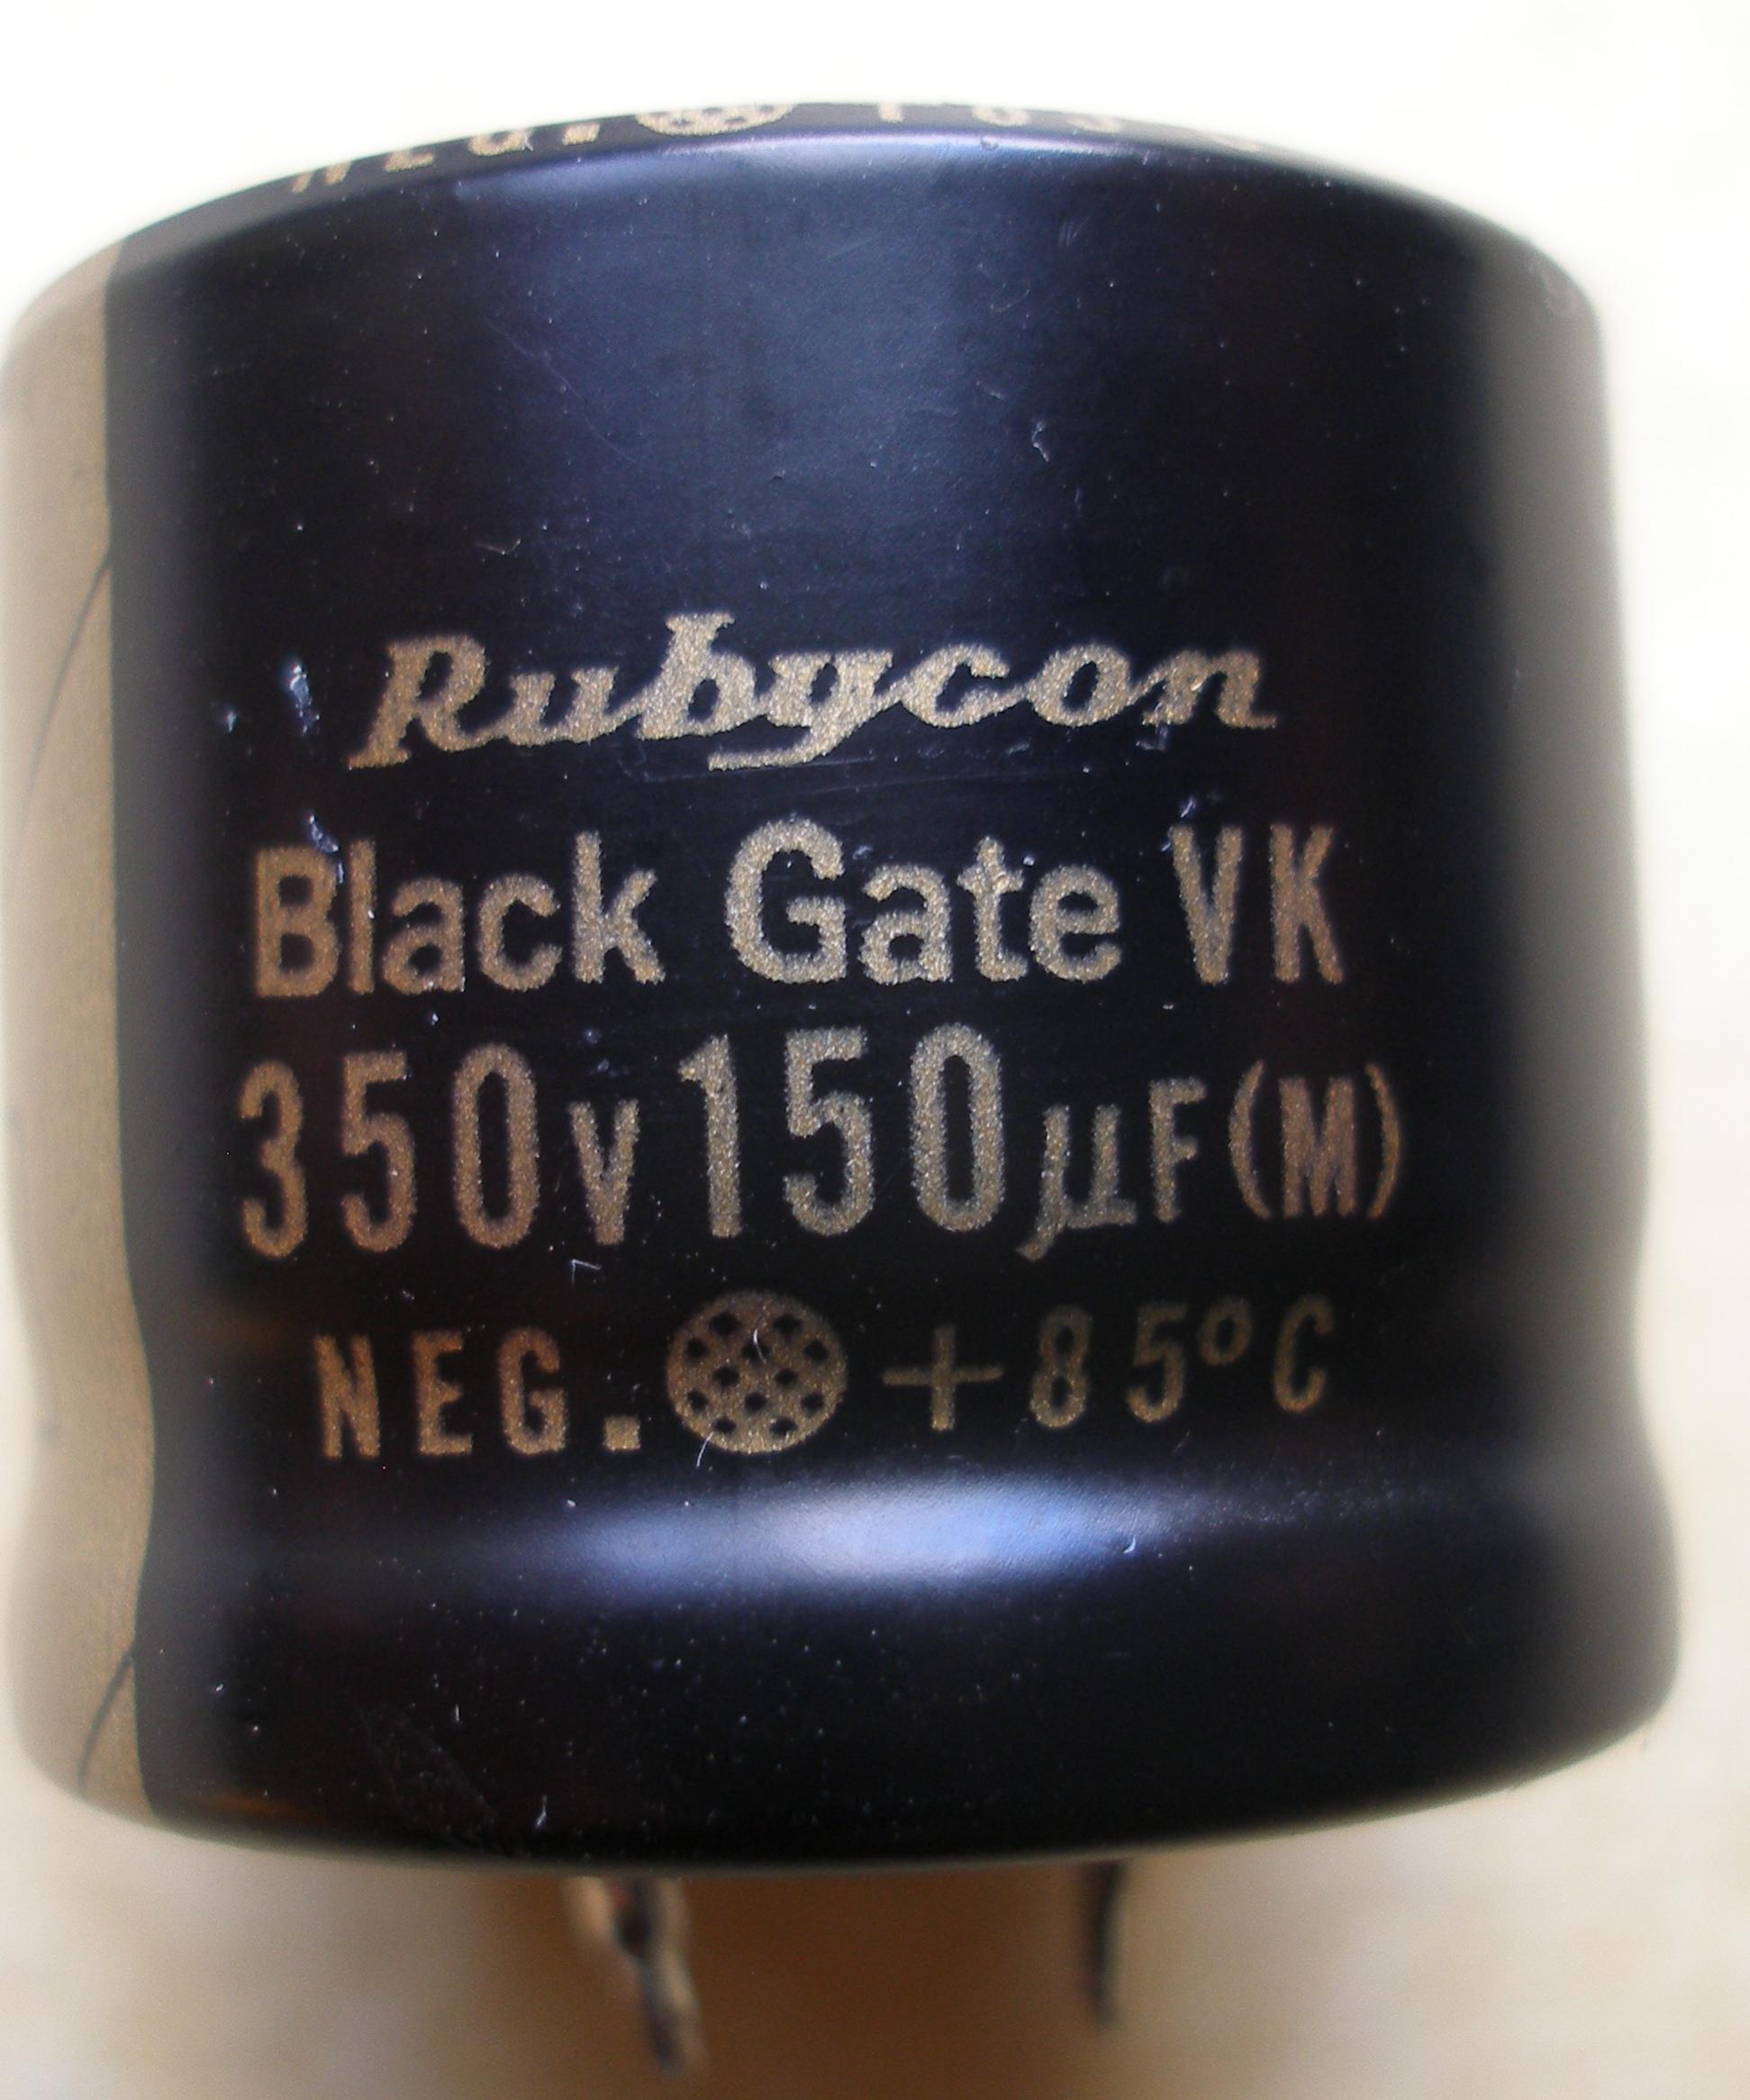 Rubycon
Black Gate VK
350v150µF(M)
NEG. +85°C